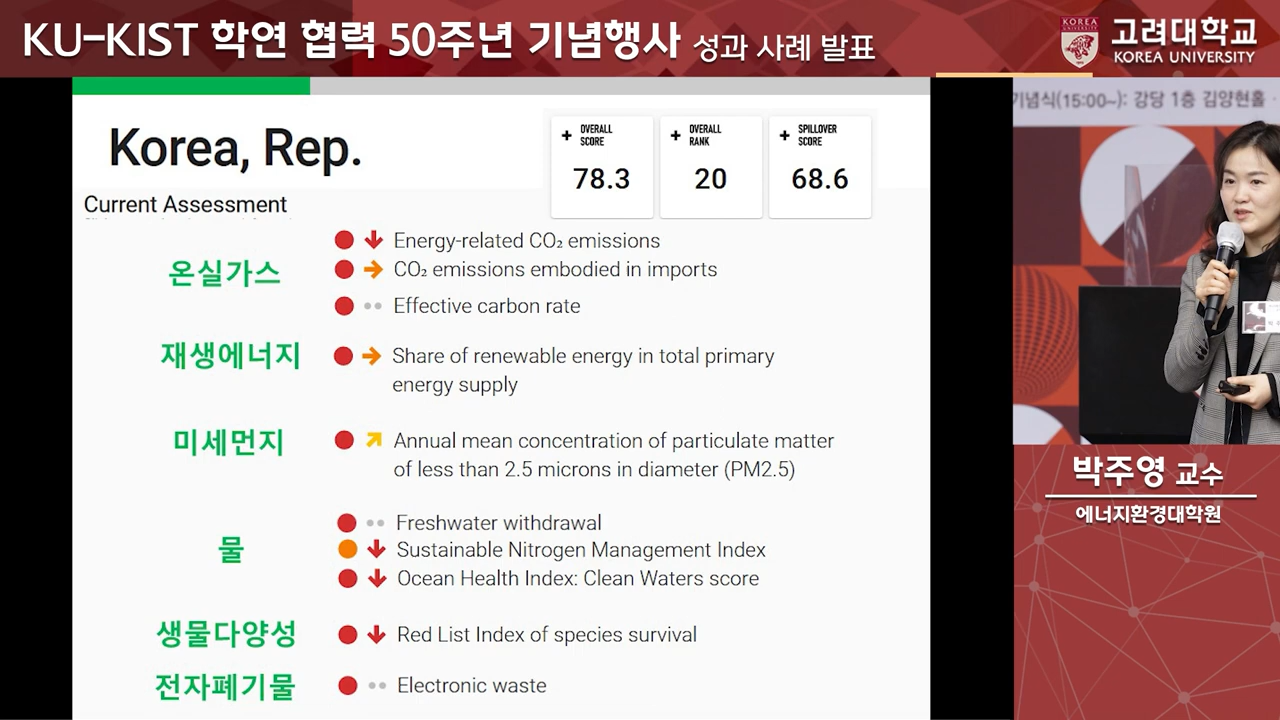 KU-KIST 학연 협력 50주년 기념행사 성과 사례 발표
KOREA
UNIVERSITY
고려대학교
KOREA UNIVERSITY
기념식(15:00~): 강당 1층 김양현홀
Korea, Rep.
+ OVERALL SCORE
78.3
+ OVERALL RANK
20
+ SPILLOVER SCORE
68.6
Current Assessment
온실가스
Energy-related CO₂ emissions
CO₂ emissions embodied in imports
Effective carbon rate
재생에너지
Share of renewable energy in total primary
energy supply
미세먼지
Annual mean concentration of particulate matter
of less than 2.5 microns in diameter (PM2.5)
물
Freshwater withdrawal
Sustainable Nitrogen Management Index
Ocean Health Index: Clean Waters score
생물다양성
Red List Index of species survival
전자폐기물
Electronic waste
박주영 교수
에너지환경대학원